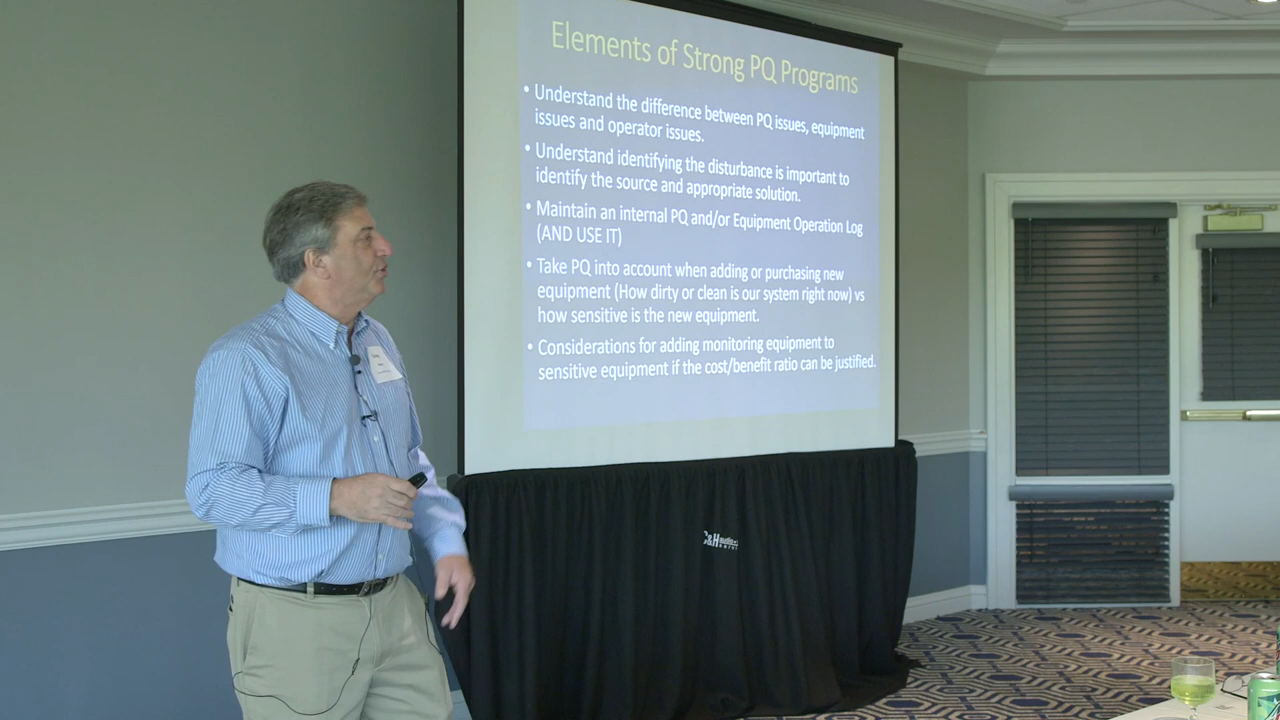 Elements of Strong PQ Programs
• Understand the difference between PQ issues, equipment
issues and operator issues.
• Understand identifying the disturbance is important to
identify the source and appropriate solution.
• Maintain an internal PQ and/or Equipment Operation Log
(AND USE IT)
• Take PQ into account when adding or purchasing new
equipment (How dirty or clean is our system right now) vs
how sensitive is the new equipment.
• Considerations for adding monitoring equipment to
sensitive equipment if the cost/benefit ratio can be justified.